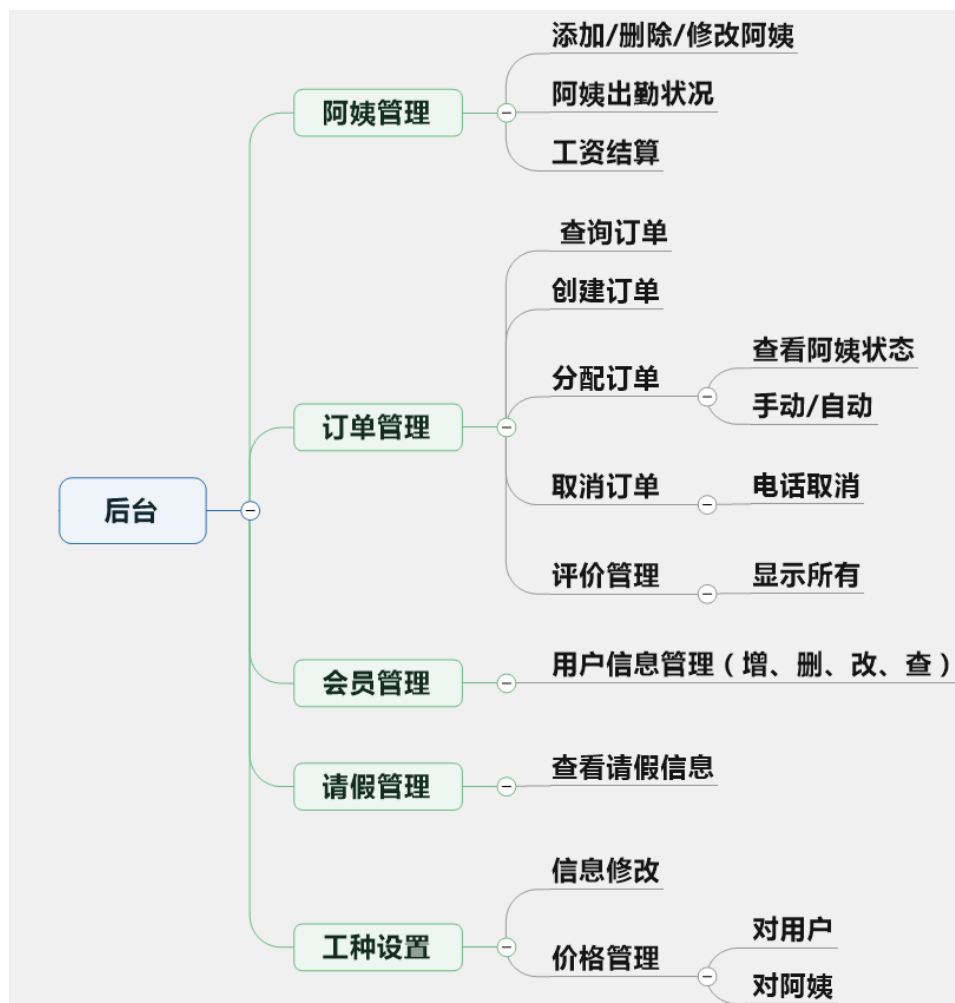 后台
阿姨管理
添加/删除/修改阿姨
阿姨出勤状况
工资结算
订单管理
查询订单
创建订单
分配订单
查看阿姨状态
手动/自动
取消订单
电话取消
评价管理
显示所有
会员管理
用户信息管理（增、删、改、查）
请假管理
查看请假信息
工种设置
信息修改
价格管理
对用户
对阿姨